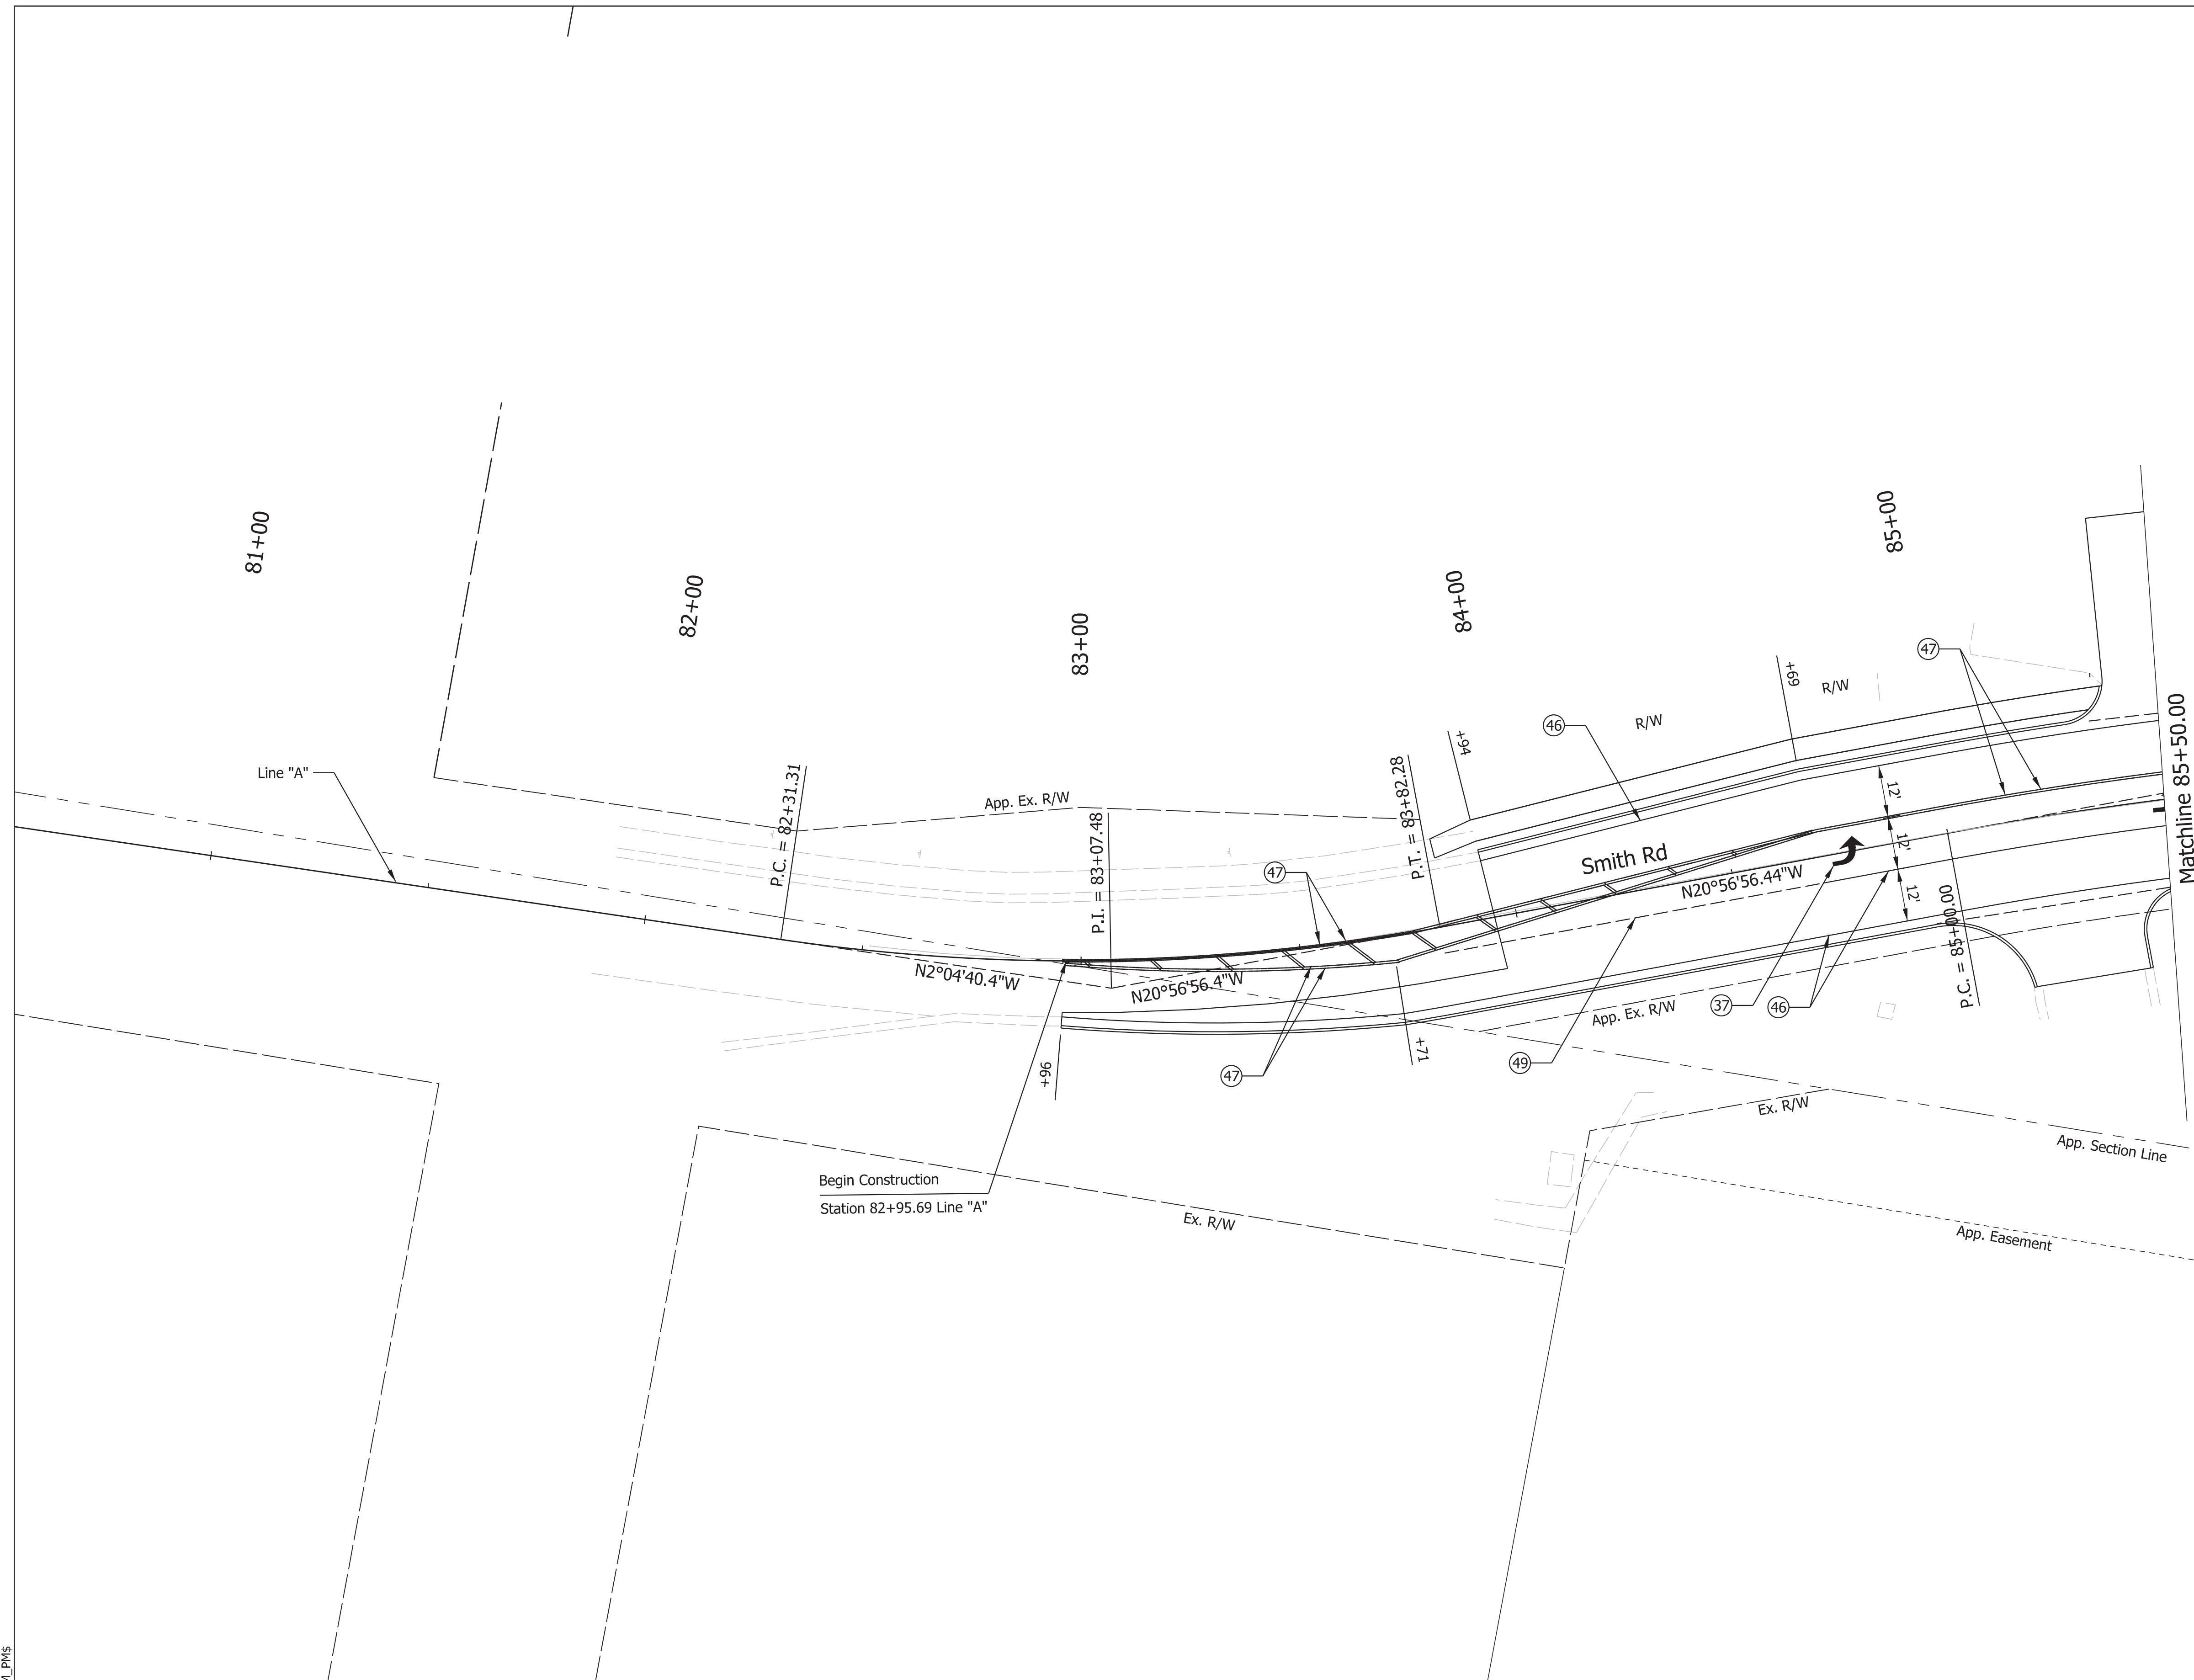 81+00
82+00
83+00
84+00
85+00
Line "A"
P.C. = 82+31.31
App. Ex. R/W
P.I. = 83+07.48
P.T. = 83+82.28
+94
46
R/W
+69
R/W
47
12'
12'
12'
Matchline 85+50.00
47
Smith Rd
N20°56'56.44"W
N2°04'40.4"W
N20°56'56.4"W
P.C. = 85+00.00
App. Ex. R/W
37
46
+71
49
+96
47
Ex. R/W
App. Section Line
Begin Construction
Station 82+95.69 Line "A"
Ex. R/W
App. Easement
M_PM$